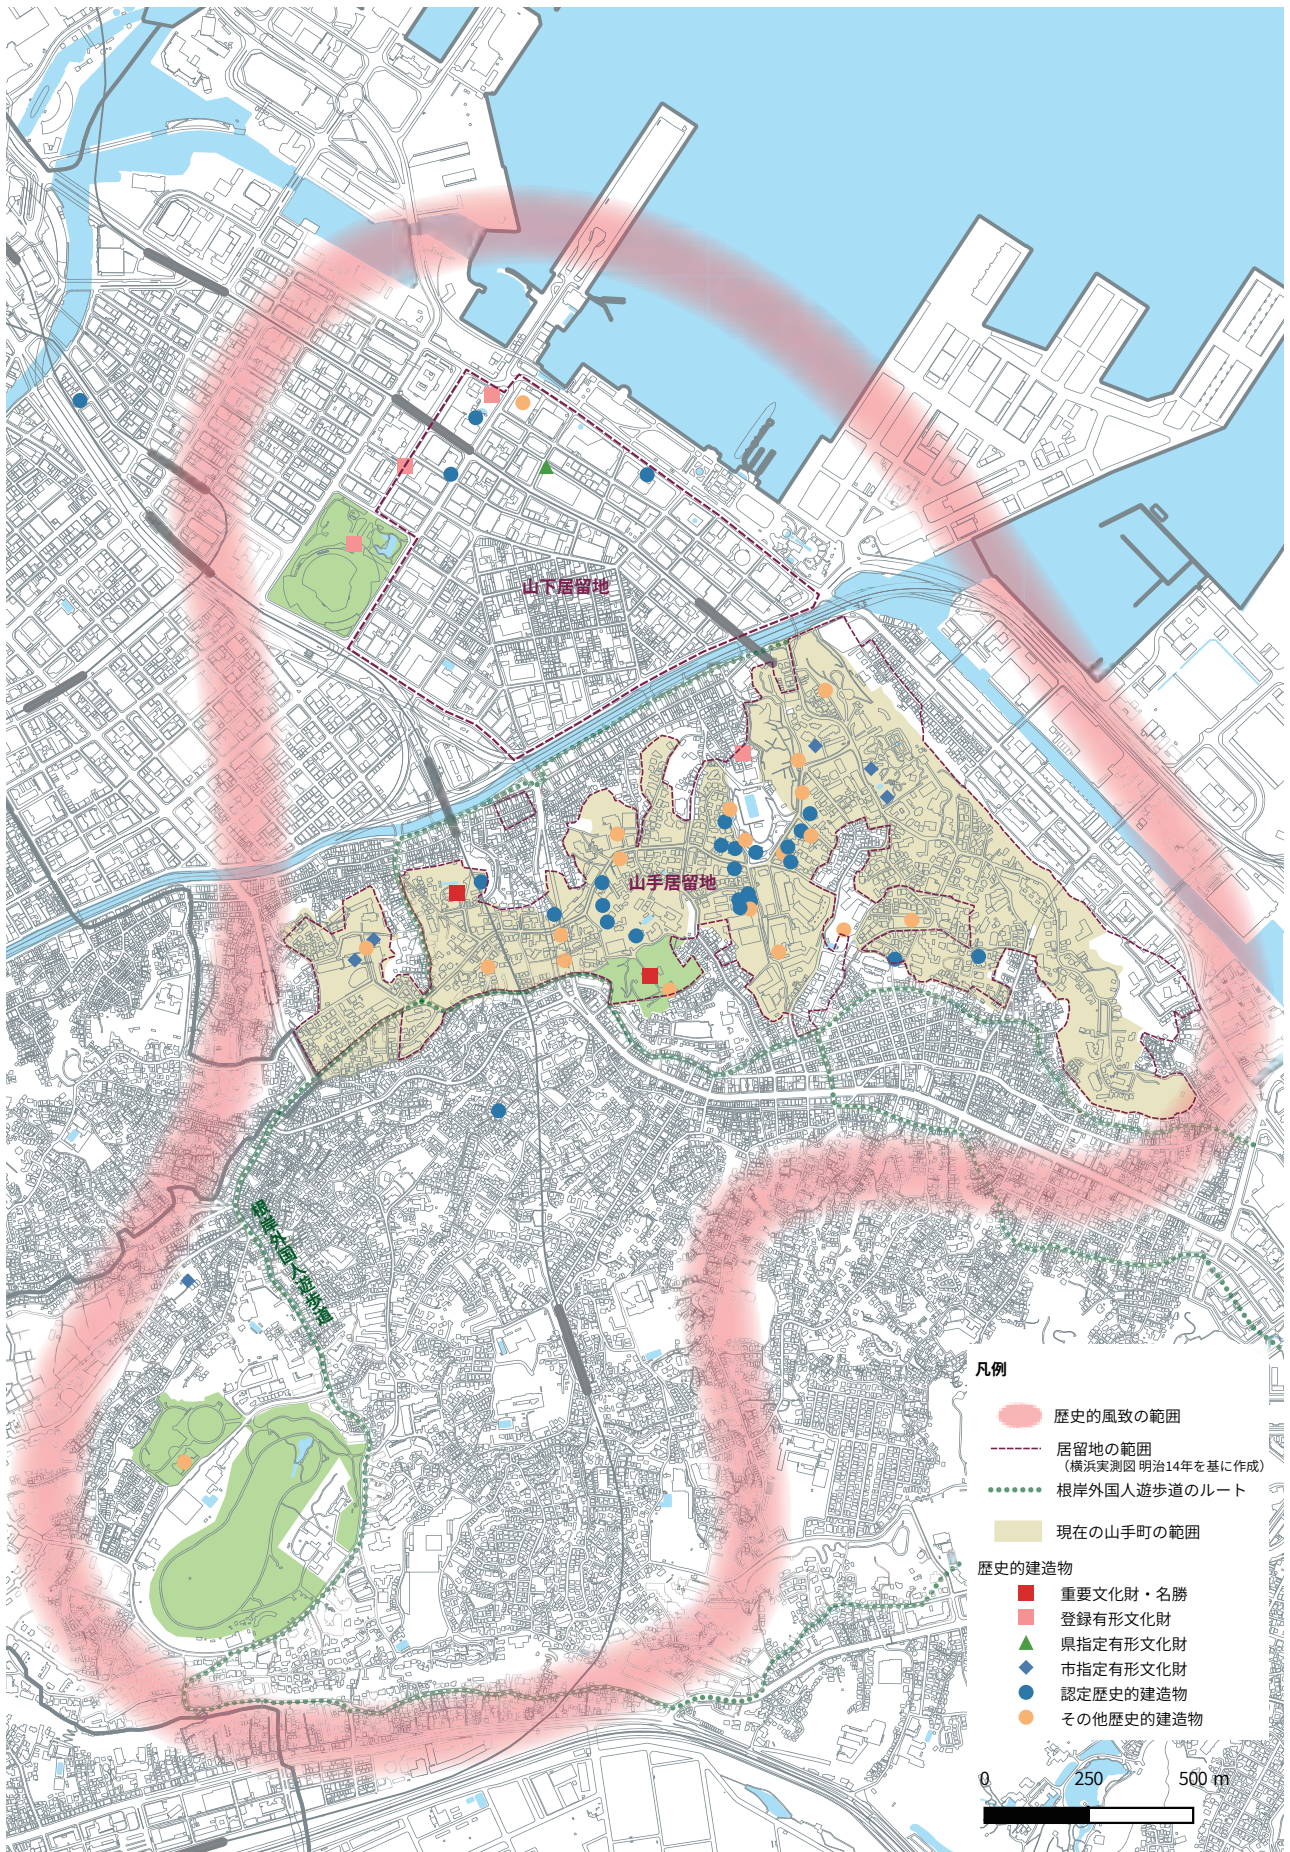 山下居留地
山手居留地
根岸外国人遊歩道
凡例
歴史的風致の範囲
居留地の範囲
（横浜実測図 明治14年を基に作成）
根岸外国人遊歩道のルート
現在の山手町の範囲
歴史的建造物
重要文化財・名勝
登録有形文化財
県指定有形文化財
市指定有形文化財
認定歴史的建造物
その他歴史的建造物
0 250 500 m